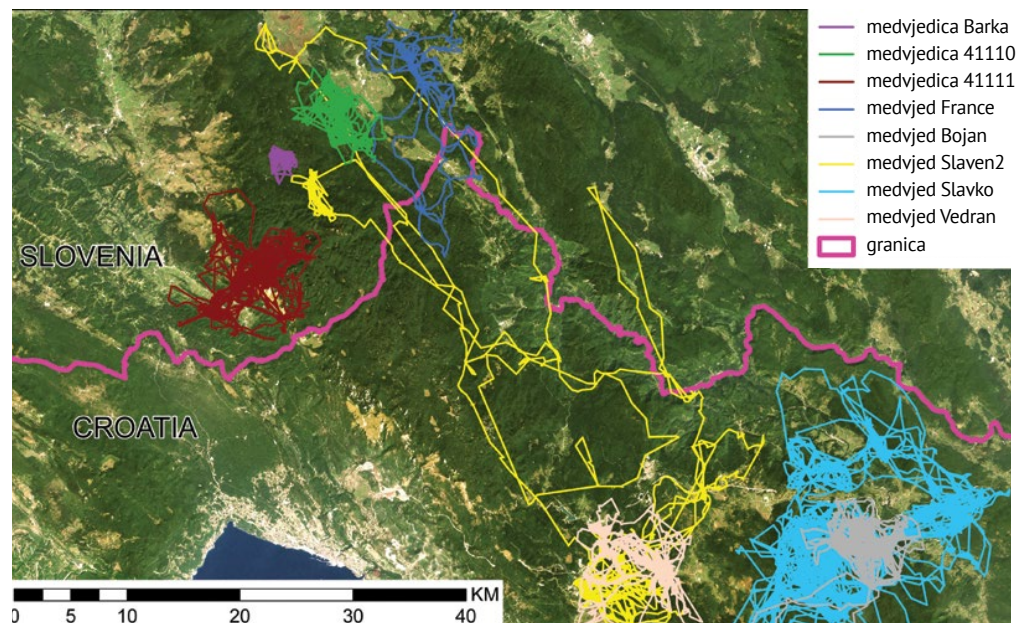 medvjedica Barka
medvjedica 41110
medvjedica 41111
medvjed France
medvjed Bojan
medvjed Slaven2
medvjed Slavko
medvjed Vedran
granica
SLOVENIA
CROATIA
0 5 10 20 30 40 KM